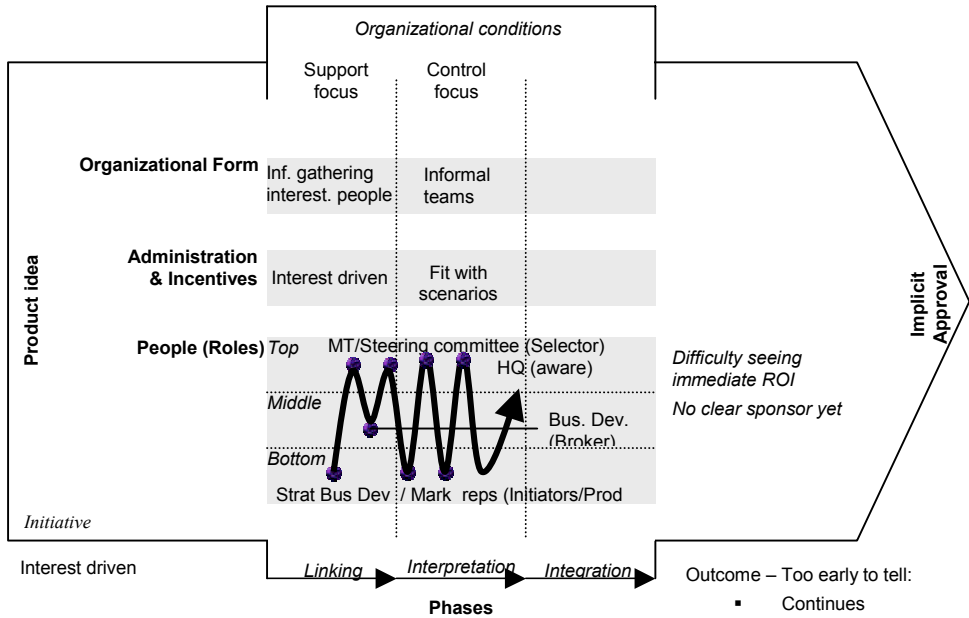 Organizational conditions
Support
focus
Control
focus
Organizational Form
Inf. gathering
interest. people
Informal
teams
Administration
& Incentives
Interest driven
Fit with
scenarios
Product idea
Implicit
Approval
People (Roles)
Top
MT/Steering committee (Selector)
HQ (aware)
Middle
Bus. Dev.
(Broker)
Bottom
Strat Bus Dev / Mark reps (Initiators/Prod
Difficulty seeing
immediate ROI
No clear sponsor yet
Initiative
Interest driven
Linking
Interpretation
Integration
Phases
Outcome – Too early to tell:
▪ Continues